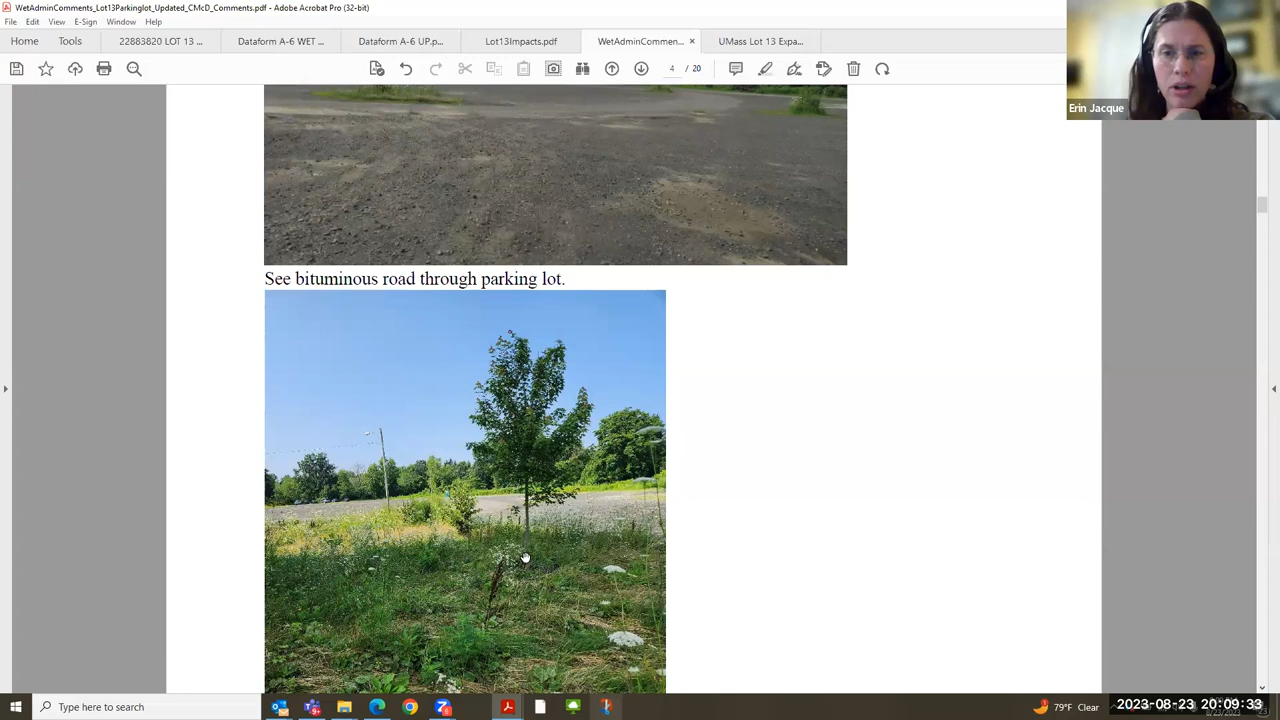 WetAdminComments_Lot13Parkinglot_Updated_CMcD_Comments.pdf - Adobe Acrobat Pro (32-bit)
File Edit View E-Sign Window Help
Home Tools 22883820 LOT 13 ... Dataform A-6 WET ... Dataform A-6 UP.p... Lot13Impacts.pdf WetAdminCommen... × UMass Lot 13 Expa...
4 / 20
Erin Jacque
See bituminous road through parking lot.
Type here to search
79°F Clear
2023-08-23 20:09:33